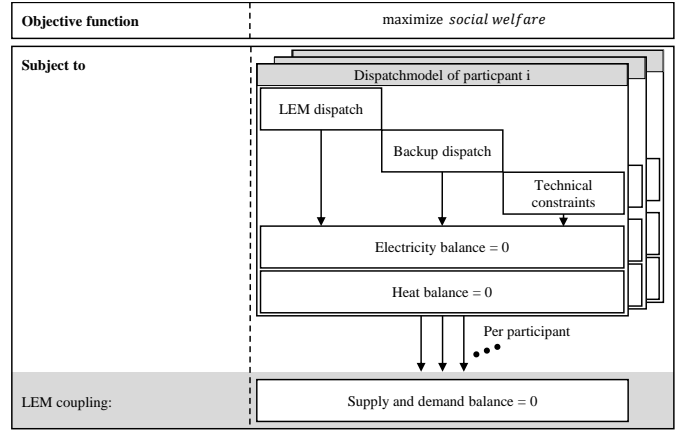 Objective function
maximize social welfare
Subject to
Dispatchmodel of particpant i
LEM dispatch
Backup dispatch
Technical
constraints
Electricity balance = 0
Heat balance = 0
Per participant
LEM coupling:
Supply and demand balance = 0